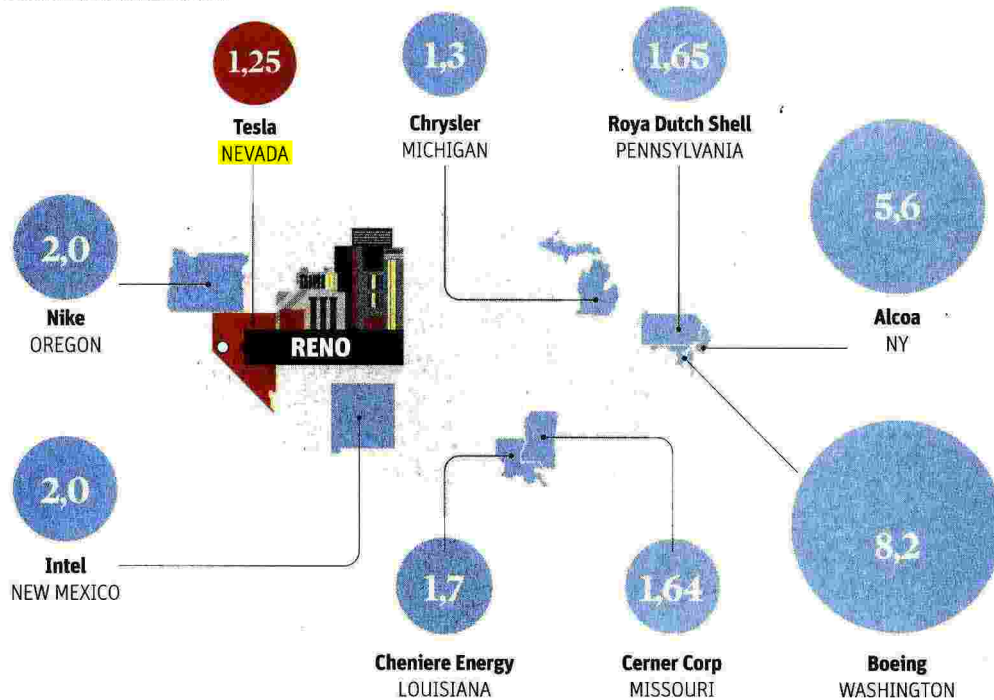 1,25
Tesla
NEVADA
1,3
Chrysler
MICHIGAN
1,65
Roya Dutch Shell
PENNSYLVANIA
5,6
Alcoa
NY
2,0
Nike
OREGON
RENO
2,0
Intel
NEW MEXICO
1,7
Cheniere Energy
LOUISIANA
1,64
Cerner Corp
MISSOURI
8,2
Boeing
WASHINGTON